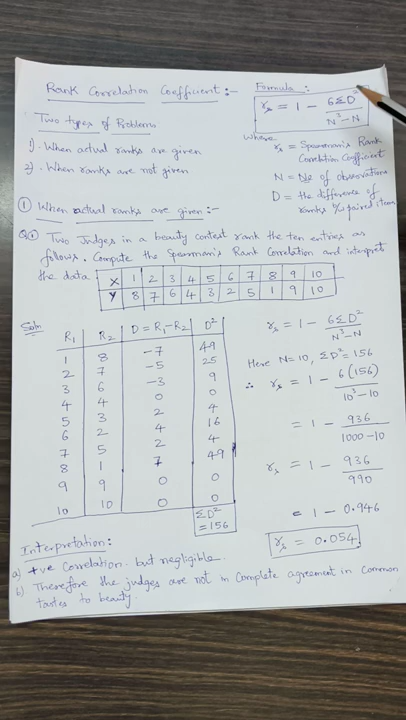 Rank Correlation Coefficient :-
Formula :
r_s = 1 - 6ΣD² / N³-N
Two types of Problems
1). When actual ranks are given
2). When ranks are not given
where
r_s = Spearman's Rank
Correlation Coefficient
N = No of observations
D = the difference of
ranks b/w paired items
① When actual ranks are given :-
Q① Two Judges in a beauty contest rank the ten entries as
follows. Compute the Spearman's Rank Correlation and interpret
the data
X 1 2 3 4 5 6 7 8 9 10
Y 8 7 6 4 3 2 5 1 9 10
Soln
R₁ R₂ D = R₁-R₂ D²
1 8 -7 49
2 7 -5 25
3 6 -3 9
4 4 0 0
5 3 2 4
6 2 4 16
7 5 2 4
8 1 7 49
9 9 0 0
10 10 0 0
ΣD²
=156
r_s = 1 - 6ΣD² / N³-N
Here N=10, ΣD²=156
∴ r_s = 1 - 6(156) / 10³-10
= 1 - 936 / 1000-10
r_s = 1 - 936 / 990
= 1 - 0.946
r_s = 0.054
Interpretation:
a) +ve Correlation but negligible.
b) Therefore the judges are not in Complete agreement in Common
tastes to beauty.